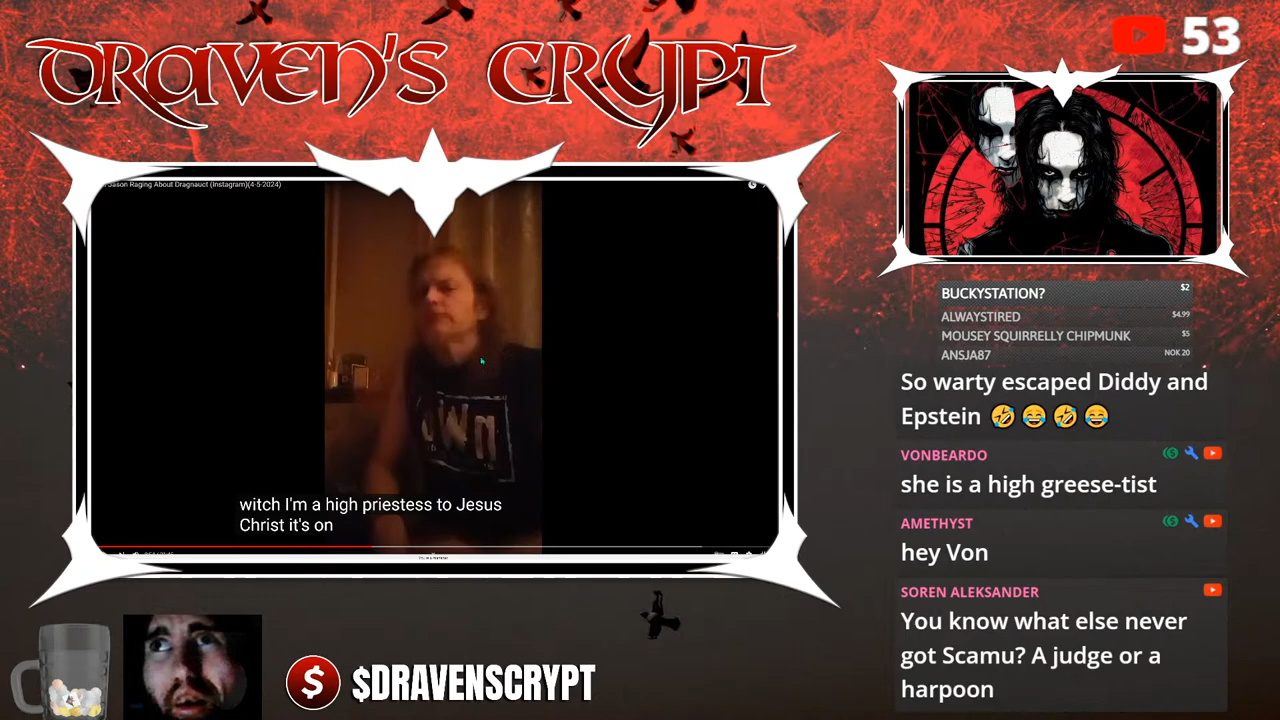 DRAVEN'S CRYPT
53
Jason Raging About Dragnauct (Instagram)(4-5-2024)
BUCKYSTATION? $2
ALWAYSTIRED $4.99
MOUSEY SQUIRRELLY CHIPMUNK $5
ANSJA87 NOK 20
So warty escaped Diddy and
Epstein 🤣 😂 🤣 😂
VONBEARDO
she is a high greese-tist
AMETHYST
hey Von
SOREN ALEKSANDER
You know what else never
got Scamu? A judge or a
harpoon
witch I'm a high priestess to Jesus
Christ it's on
$ $DRAVENSCRYPT